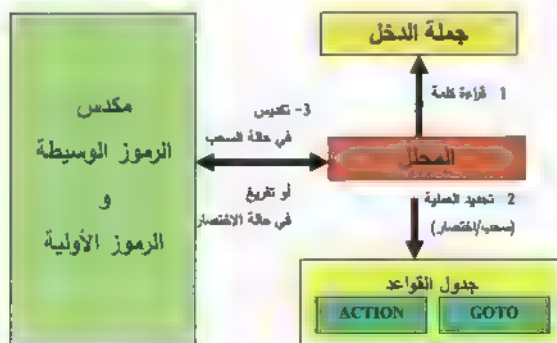 جملة الدخل
1 قراءة كلمة
المحلل
3- تكديس
في حالة السحب
أو تفريغ
في حالة الاختصار
2 تحديد العملية
(سحب/اختصار)
مكدس
الرموز الوسيطة
و
الرموز الأولية
جدول القواعد
ACTION GOTO